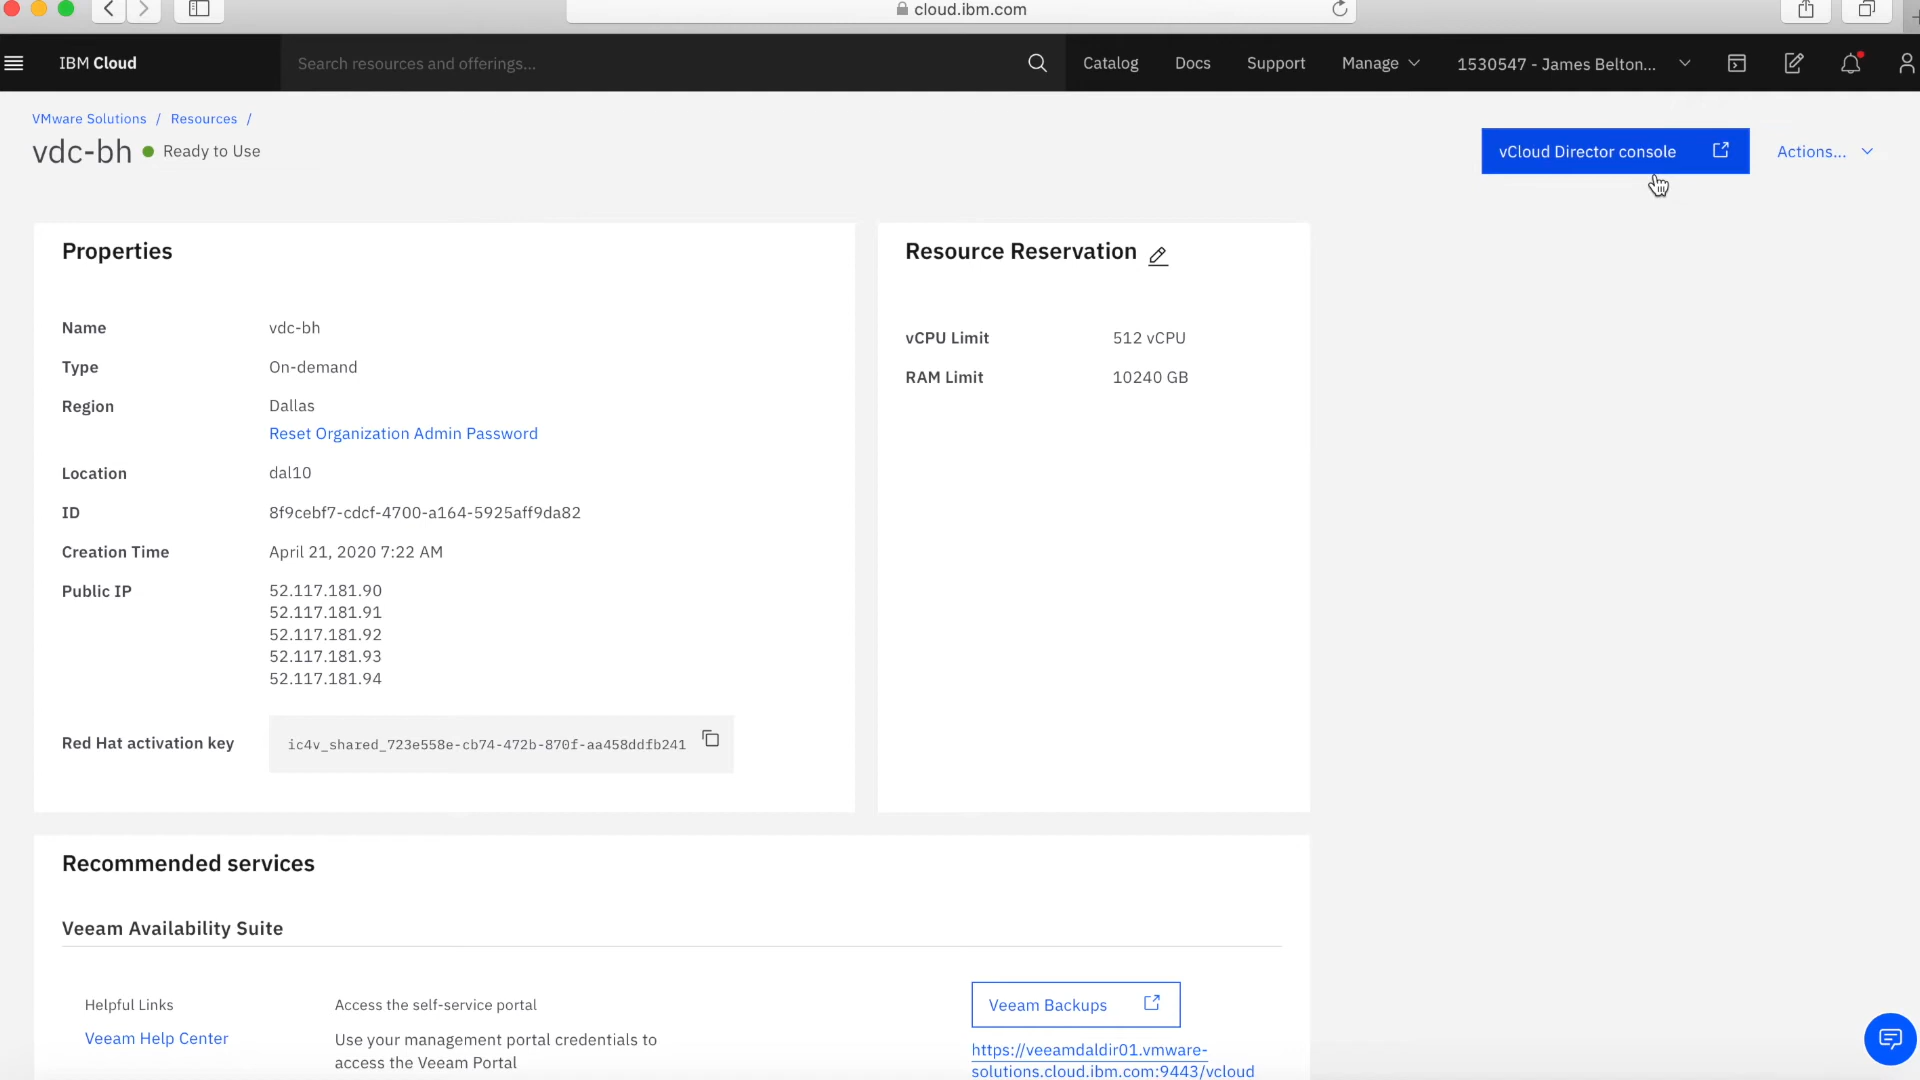 cloud.ibm.com
IBM Cloud
Search resources and offerings...
Catalog
Docs
Support
Manage
1530547 - James Belton...
VMware Solutions / Resources /
vdc-bh
Ready to Use
vCloud Director console
Actions...
Properties
Name
vdc-bh
Type
On-demand
Region
Dallas
Reset Organization Admin Password
Location
dal10
ID
8f9cebf7-cdcf-4700-a164-5925aff9da82
Creation Time
April 21, 2020 7:22 AM
Public IP
52.117.181.90
52.117.181.91
52.117.181.92
52.117.181.93
52.117.181.94
Red Hat activation key
ic4v_shared_723e558e-cb74-472b-870f-aa458ddfb241
Resource Reservation
vCPU Limit
512 vCPU
RAM Limit
10240 GB
Recommended services
Veeam Availability Suite
Helpful Links
Veeam Help Center
Access the self-service portal
Use your management portal credentials to
access the Veeam Portal
Veeam Backups
https://veeamdaldir01.vmware-
solutions.cloud.ibm.com:9443/vcloud